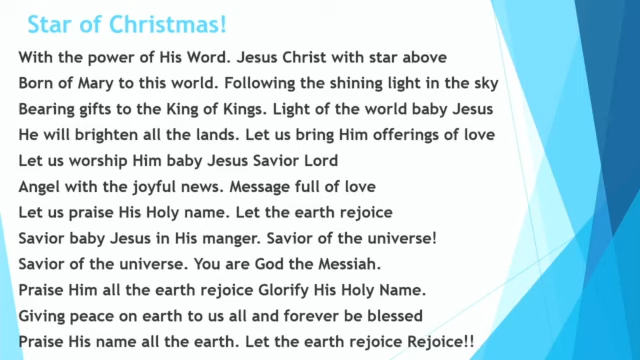 Star of Christmas!
With the power of His Word. Jesus Christ with star above
Born of Mary to this world. Following the shining light in the sky
Bearing gifts to the King of Kings. Light of the world baby Jesus
He will brighten all the lands. Let us bring Him offerings of love
Let us worship Him baby Jesus Savior Lord
Angel with the joyful news. Message full of love
Let us praise His Holy name. Let the earth rejoice
Savior baby Jesus in His manger. Savior of the universe!
Savior of the universe. You are God the Messiah.
Praise Him all the earth rejoice Glorify His Holy Name.
Giving peace on earth to us all and forever be blessed
Praise His name all the earth. Let the earth rejoice Rejoice!!